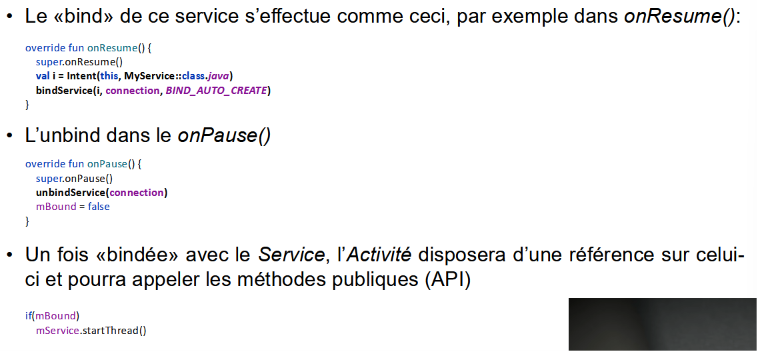 • Le «bind» de ce service s’effectue comme ceci, par exemple dans onResume():
override fun onResume() {
super.onResume()
val i = Intent(this, MyService::class.java)
bindService(i, connection, BIND_AUTO_CREATE)
}
• L’unbind dans le onPause()
override fun onPause() {
super.onPause()
unbindService(connection)
mBound = false
}
• Un fois «bindée» avec le Service, l’Activité disposera d’une référence sur celui-
ci et pourra appeler les méthodes publiques (API)
if(mBound)
mService.startThread()